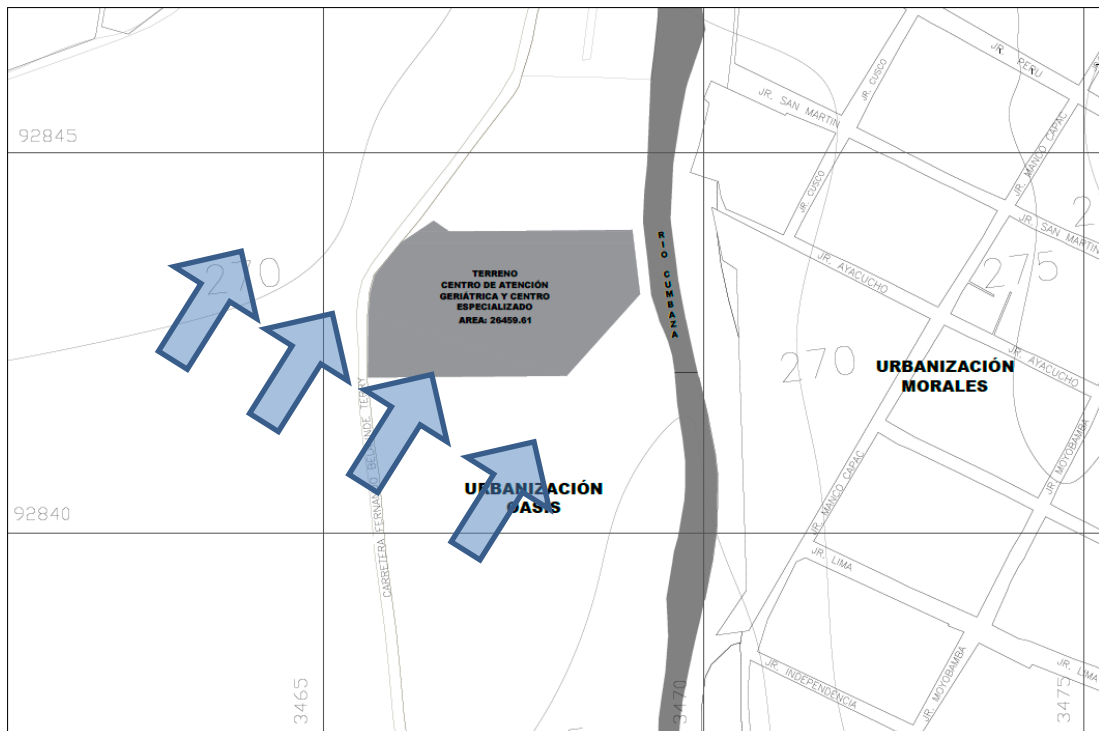 JR. PERU
JR. CUSCO
JR. SAN MARTIN
92845
JR. MANCO CAPAC
JR. CUSCO
JR. SAN MARTIN
2
270
TERRENO
CENTRO DE ATENCIÓN
GERIÁTRICA Y CENTRO
ESPECIALIZADO
AREA: 26459.61
RIO CUMBAZA
JR. AYACUCHO
275
JR. AYACUCHO
270
URBANIZACIÓN
MORALES
JR. MOYOBAMBA
URBANIZACIÓN
OASIS
92840
CARRETERA FERNANDO
TERRY
JR. MANCO CAPAC
JR. LIMA
JR. LIMA
JR. INDEPENDENCIA
JR. MOYOBAMBA
3465
3470
3475